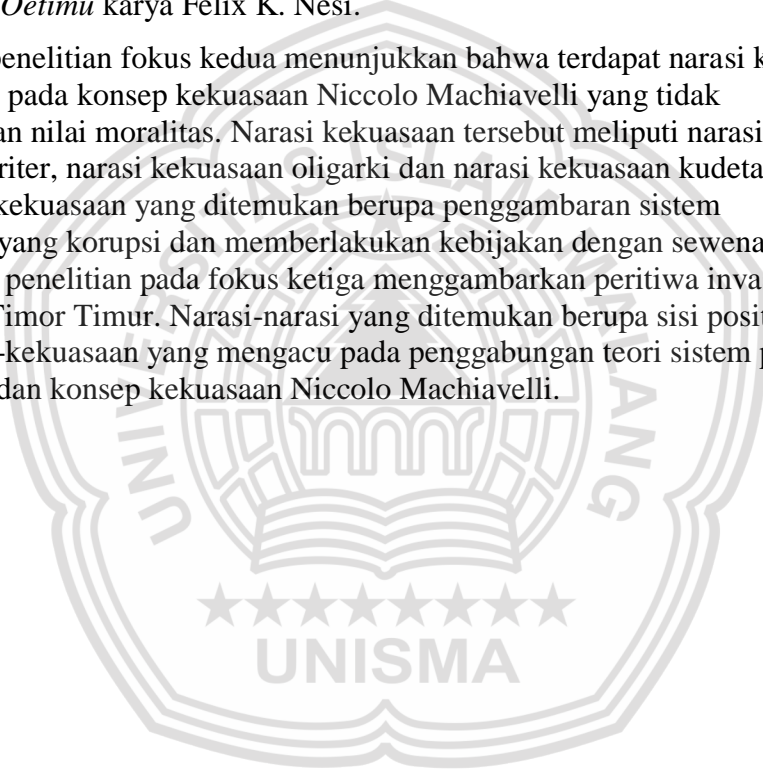 Oetimu karya Felix K. Nesi.
penelitian fokus kedua menunjukkan bahwa terdapat narasi k
pada konsep kekuasaan Niccolo Machiavelli yang tidak
an nilai moralitas. Narasi kekuasaan tersebut meliputi narasi
riter, narasi kekuasaan oligarki dan narasi kekuasaan kudeta
kekuasaan yang ditemukan berupa penggambaran sistem
yang korupsi dan memberlakukan kebijakan dengan sewena
penelitian pada fokus ketiga menggambarkan peritiwa inva
Timor Timur. Narasi-narasi yang ditemukan berupa sisi posit
-kekuasaan yang mengacu pada penggabungan teori sistem p
dan konsep kekuasaan Niccolo Machiavelli.
UNIVERSITAS ISLAM MALANG
UNISMA